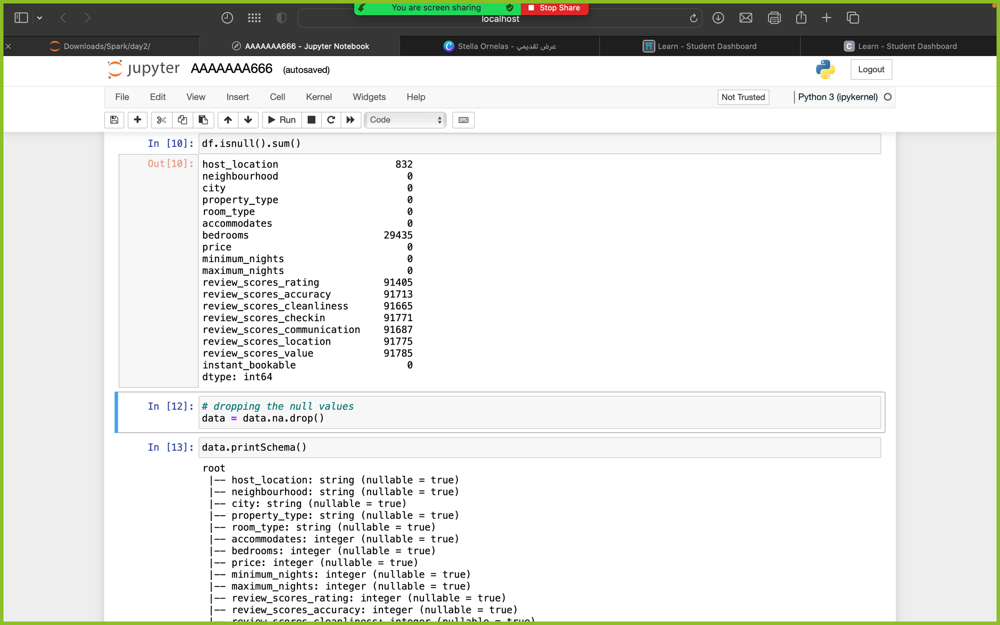 You are screen sharing
Stop Share
localhost
Downloads/Spark/day2/
AAAAAAA666 - Jupyter Notebook
Stella Ornelas - عرض تقديمي
Learn - Student Dashboard
C Learn - Student Dashboard
jupyter AAAAAAA666 (autosaved)
Logout
File Edit View Insert Cell Kernel Widgets Help
Not Trusted
Python 3 (ipykernel)
Run
Code
In [10]: df.isnull().sum()
Out[10]: host_location 832
neighbourhood 0
city 0
property_type 0
room_type 0
accommodates 0
bedrooms 29435
price 0
minimum_nights 0
maximum_nights 0
review_scores_rating 91405
review_scores_accuracy 91713
review_scores_cleanliness 91665
review_scores_checkin 91771
review_scores_communication 91687
review_scores_location 91775
review_scores_value 91785
instant_bookable 0
dtype: int64
In [12]: # dropping the null values
data = data.na.drop()
In [13]: data.printSchema()
root
|-- host_location: string (nullable = true)
|-- neighbourhood: string (nullable = true)
|-- city: string (nullable = true)
|-- property_type: string (nullable = true)
|-- room_type: string (nullable = true)
|-- accommodates: integer (nullable = true)
|-- bedrooms: integer (nullable = true)
|-- price: integer (nullable = true)
|-- minimum_nights: integer (nullable = true)
|-- maximum_nights: integer (nullable = true)
|-- review_scores_rating: integer (nullable = true)
|-- review_scores_accuracy: integer (nullable = true)
|-- review_scores_cleanliness: integer (nullable = true)